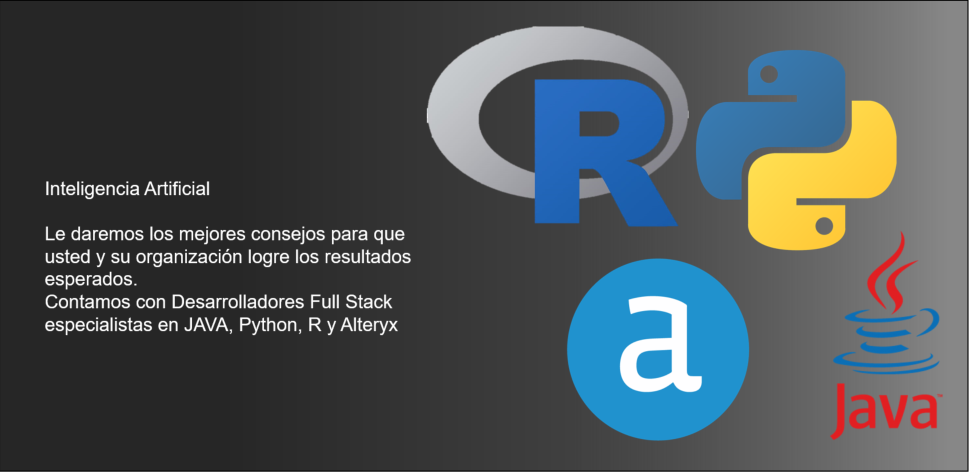 Inteligencia Artificial
Le daremos los mejores consejos para que
usted y su organización logre los resultados
esperados.
Contamos con Desarrolladores Full Stack
especialistas en JAVA, Python, R y Alteryx
R
a
Java™